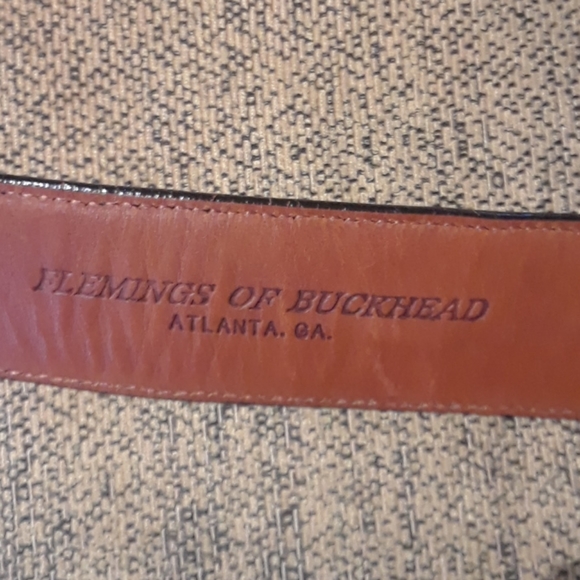 FLEMINGS OF BUCKHEAD
ATLANTA. GA.